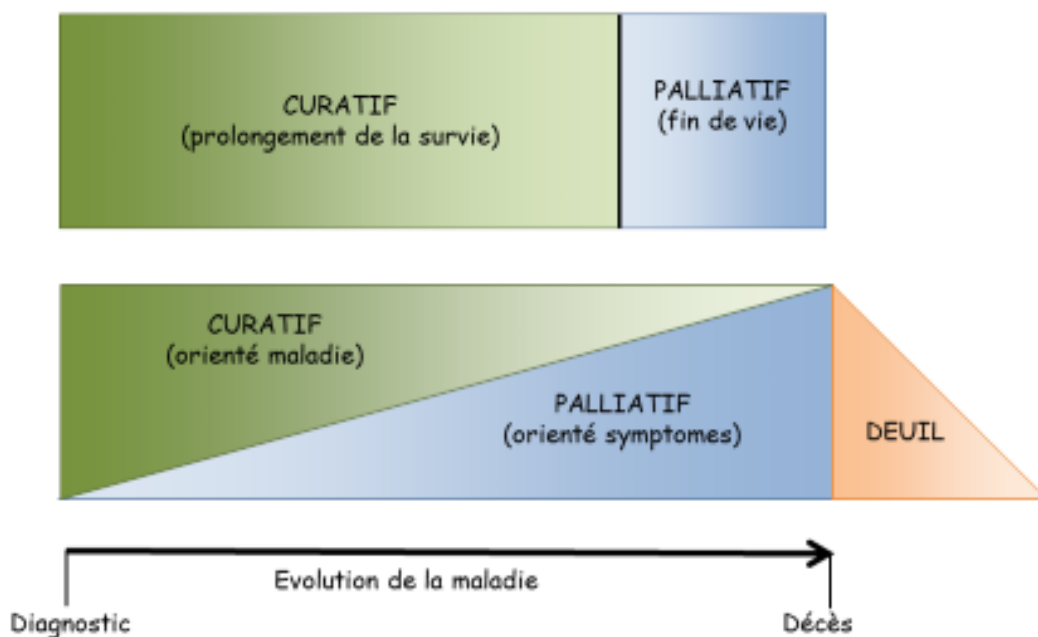 CURATIF
(prolongement de la survie)
PALLIATIF
(fin de vie)
CURATIF
(orienté maladie)
PALLIATIF
(orienté symptomes)
DEUIL
Evolution de la maladie
Diagnostic
Décès